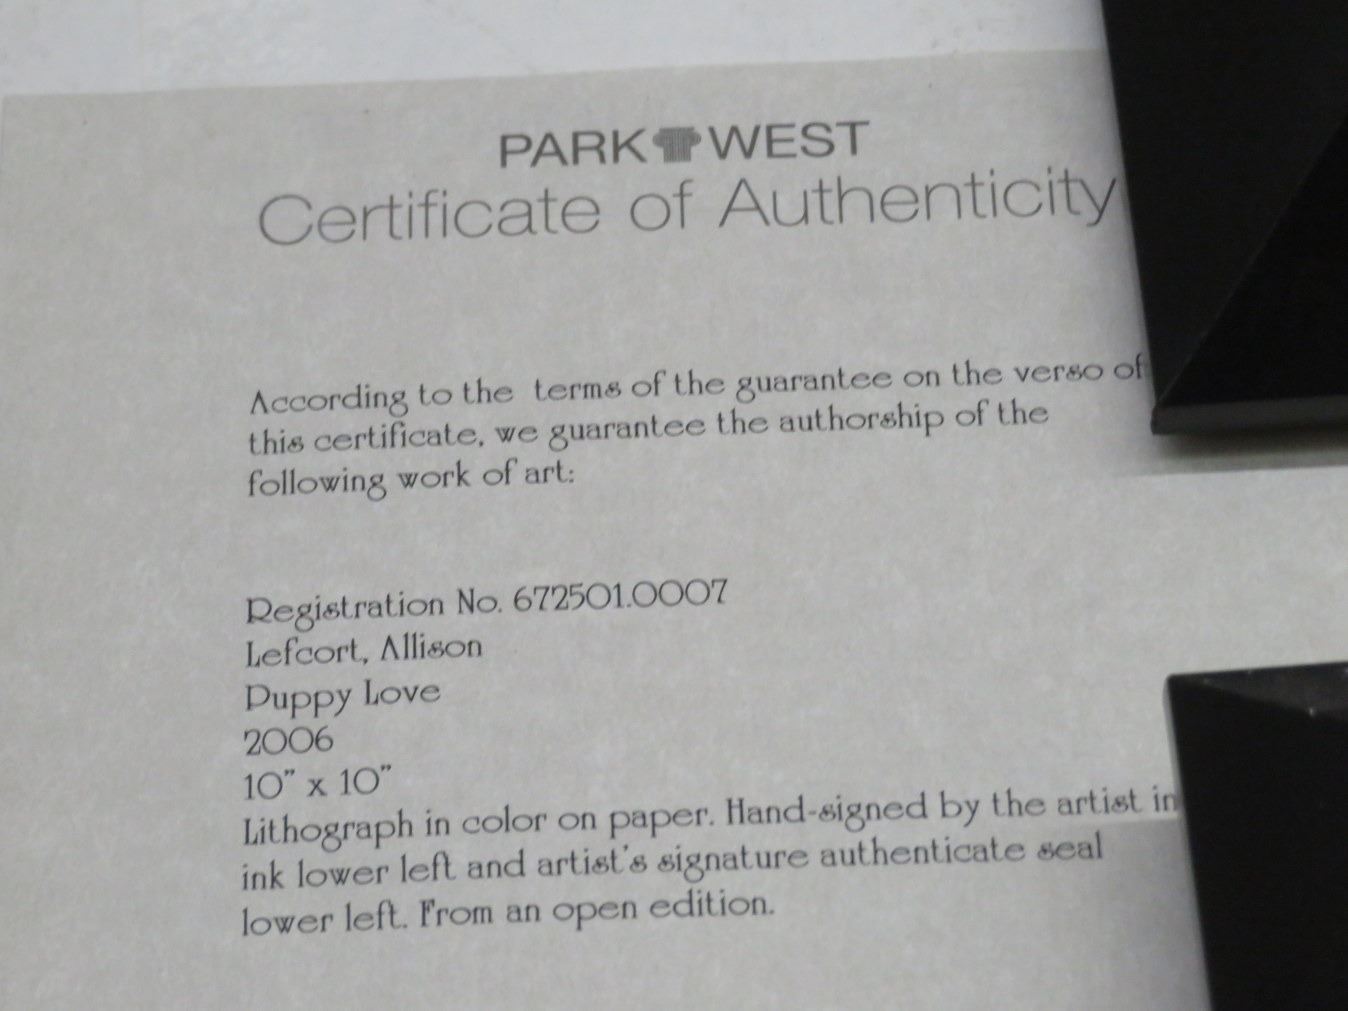 PARK WEST
Certificate of Authenticity
According to the terms of the guarantee on the verso of
this certificate, we guarantee the authorship of the
following work of art:
Registration No. 672501.0007
Lefcort, Allison
Puppy Love
2006
10" x 10"
Lithograph in color on paper. Hand-signed by the artist in
ink lower left and artist's signature authenticate seal
lower left. From an open edition.